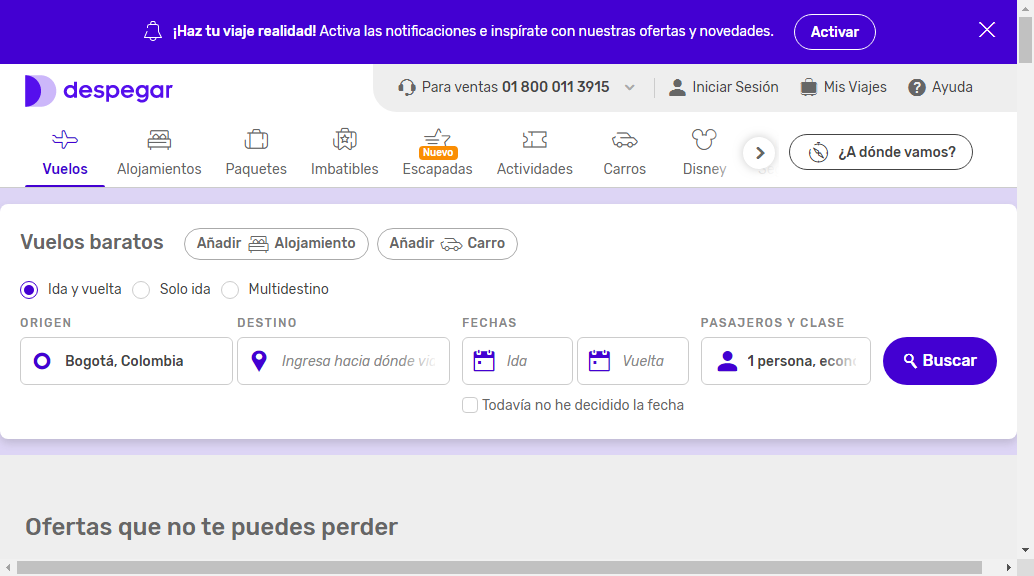 ¡Haz tu viaje realidad! Activa las notificaciones e inspírate con nuestras ofertas y novedades.
Activar
despegar
Para ventas 01 800 011 3915
Iniciar Sesión
Mis Viajes
Ayuda
Vuelos
Alojamientos
Paquetes
Imbatibles
Nuevo
Escapadas
Actividades
Carros
Disney
¿A dónde vamos?
Vuelos baratos
Añadir Alojamiento
Añadir Carro
Ida y vuelta
Solo ida
Multidestino
ORIGEN
DESTINO
FECHAS
PASAJEROS Y CLASE
Bogotá, Colombia
Ingresa hacia dónde
Ida
Vuelta
1 persona,
Buscar
Todavía no he decidido la fecha
Ofertas que no te puedes perder